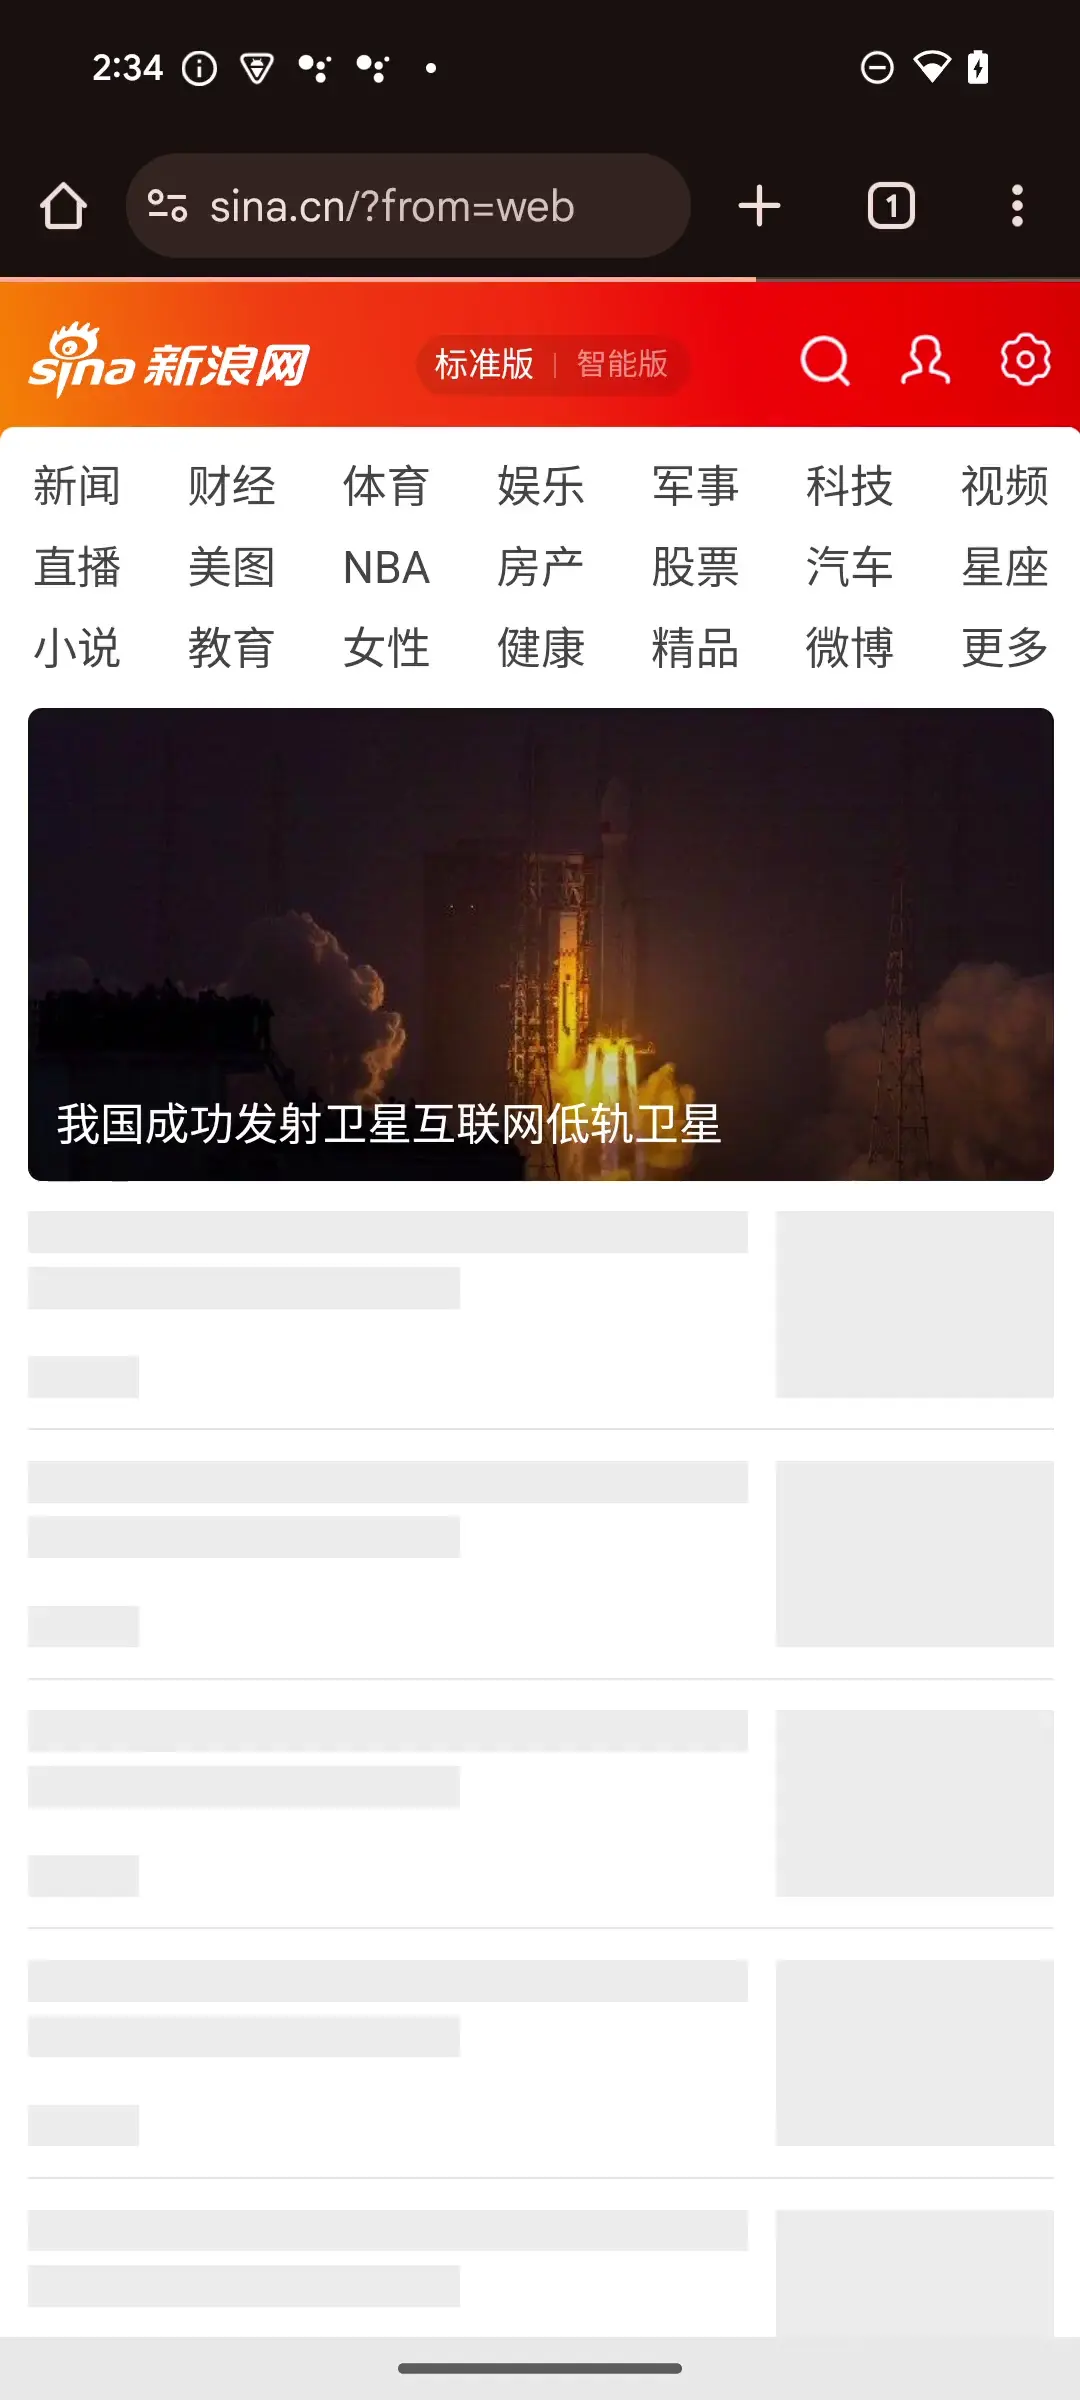 2:34
sina.cn/?from=web
1
sina 新浪网
标准版 | 智能版
新闻 财经 体育 娱乐 军事 科技 视频
直播 美图 NBA 房产 股票 汽车 星座
小说 教育 女性 健康 精品 微博 更多
我国成功发射卫星互联网低轨卫星